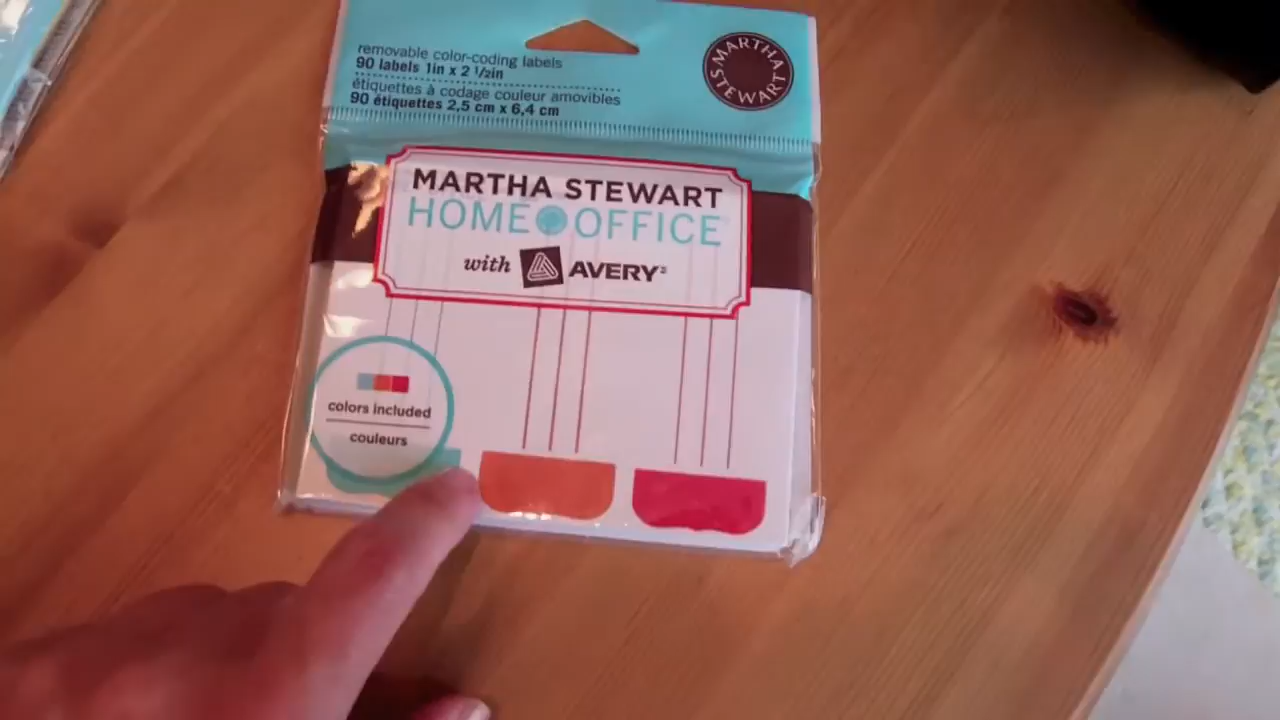 removable color-coding labels
90 labels 1in x 2 1/2in
étiquettes à codage couleur amovibles
90 étiquettes 2,5 cm x 6,4 cm
MARTHA STEWART
MARTHA STEWART
HOME OFFICE
with AVERY
colors included
couleurs